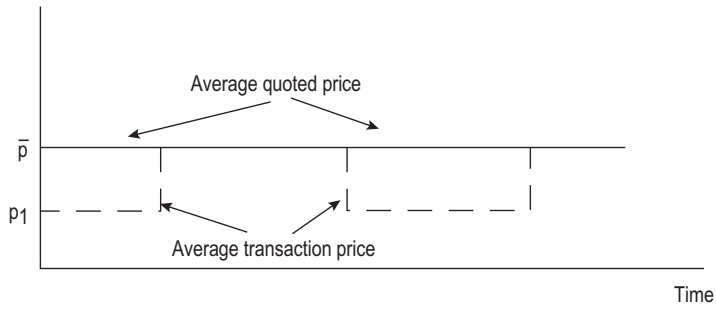 Average quoted price
p̅
p1
Average transaction price
Time